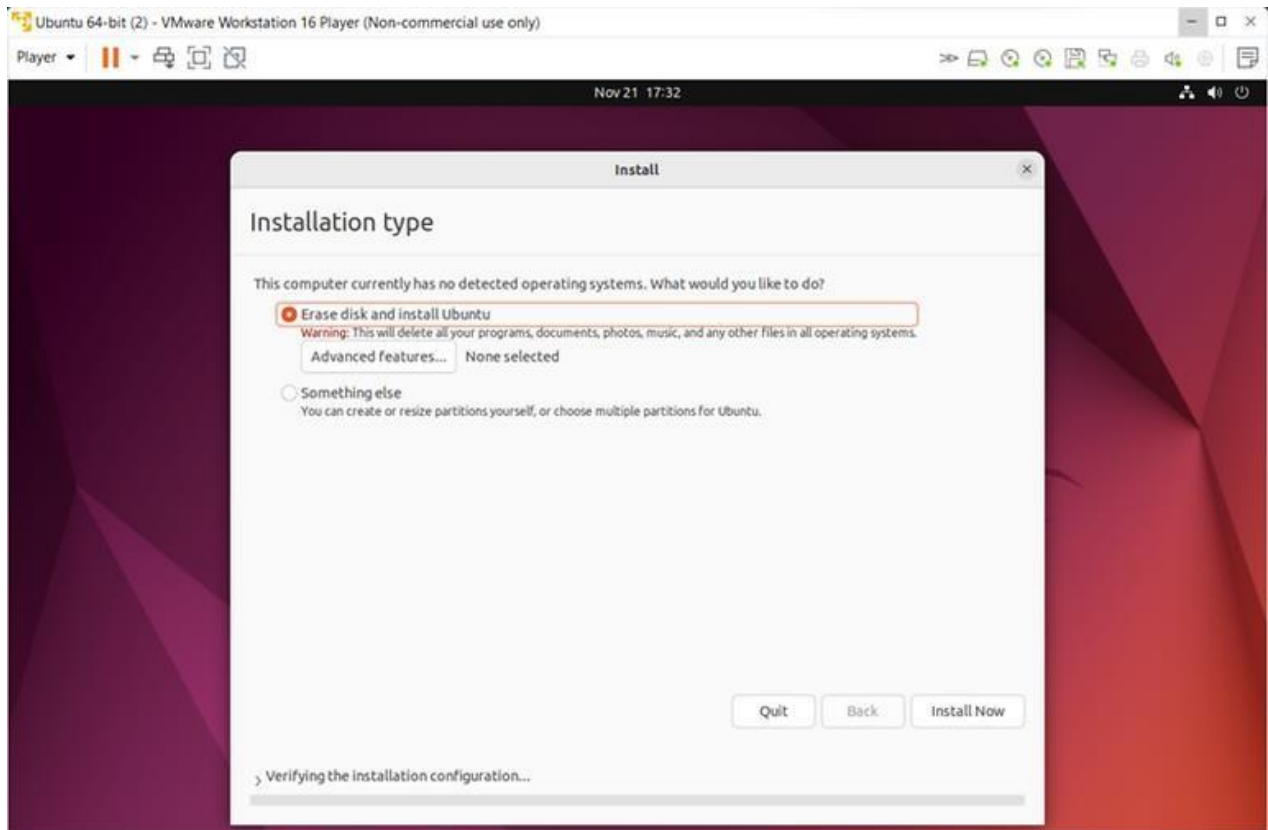 Ubuntu 64-bit (2) - VMware Workstation 16 Player (Non-commercial use only)
Player
Nov 21 17:32
Install
Installation type
This computer currently has no detected operating systems. What would you like to do?
Erase disk and install Ubuntu
Warning: This will delete all your programs, documents, photos, music, and any other files in all operating systems.
Advanced features... None selected
Something else
You can create or resize partitions yourself, or choose multiple partitions for Ubuntu.
Quit Back Install Now
Verifying the installation configuration...